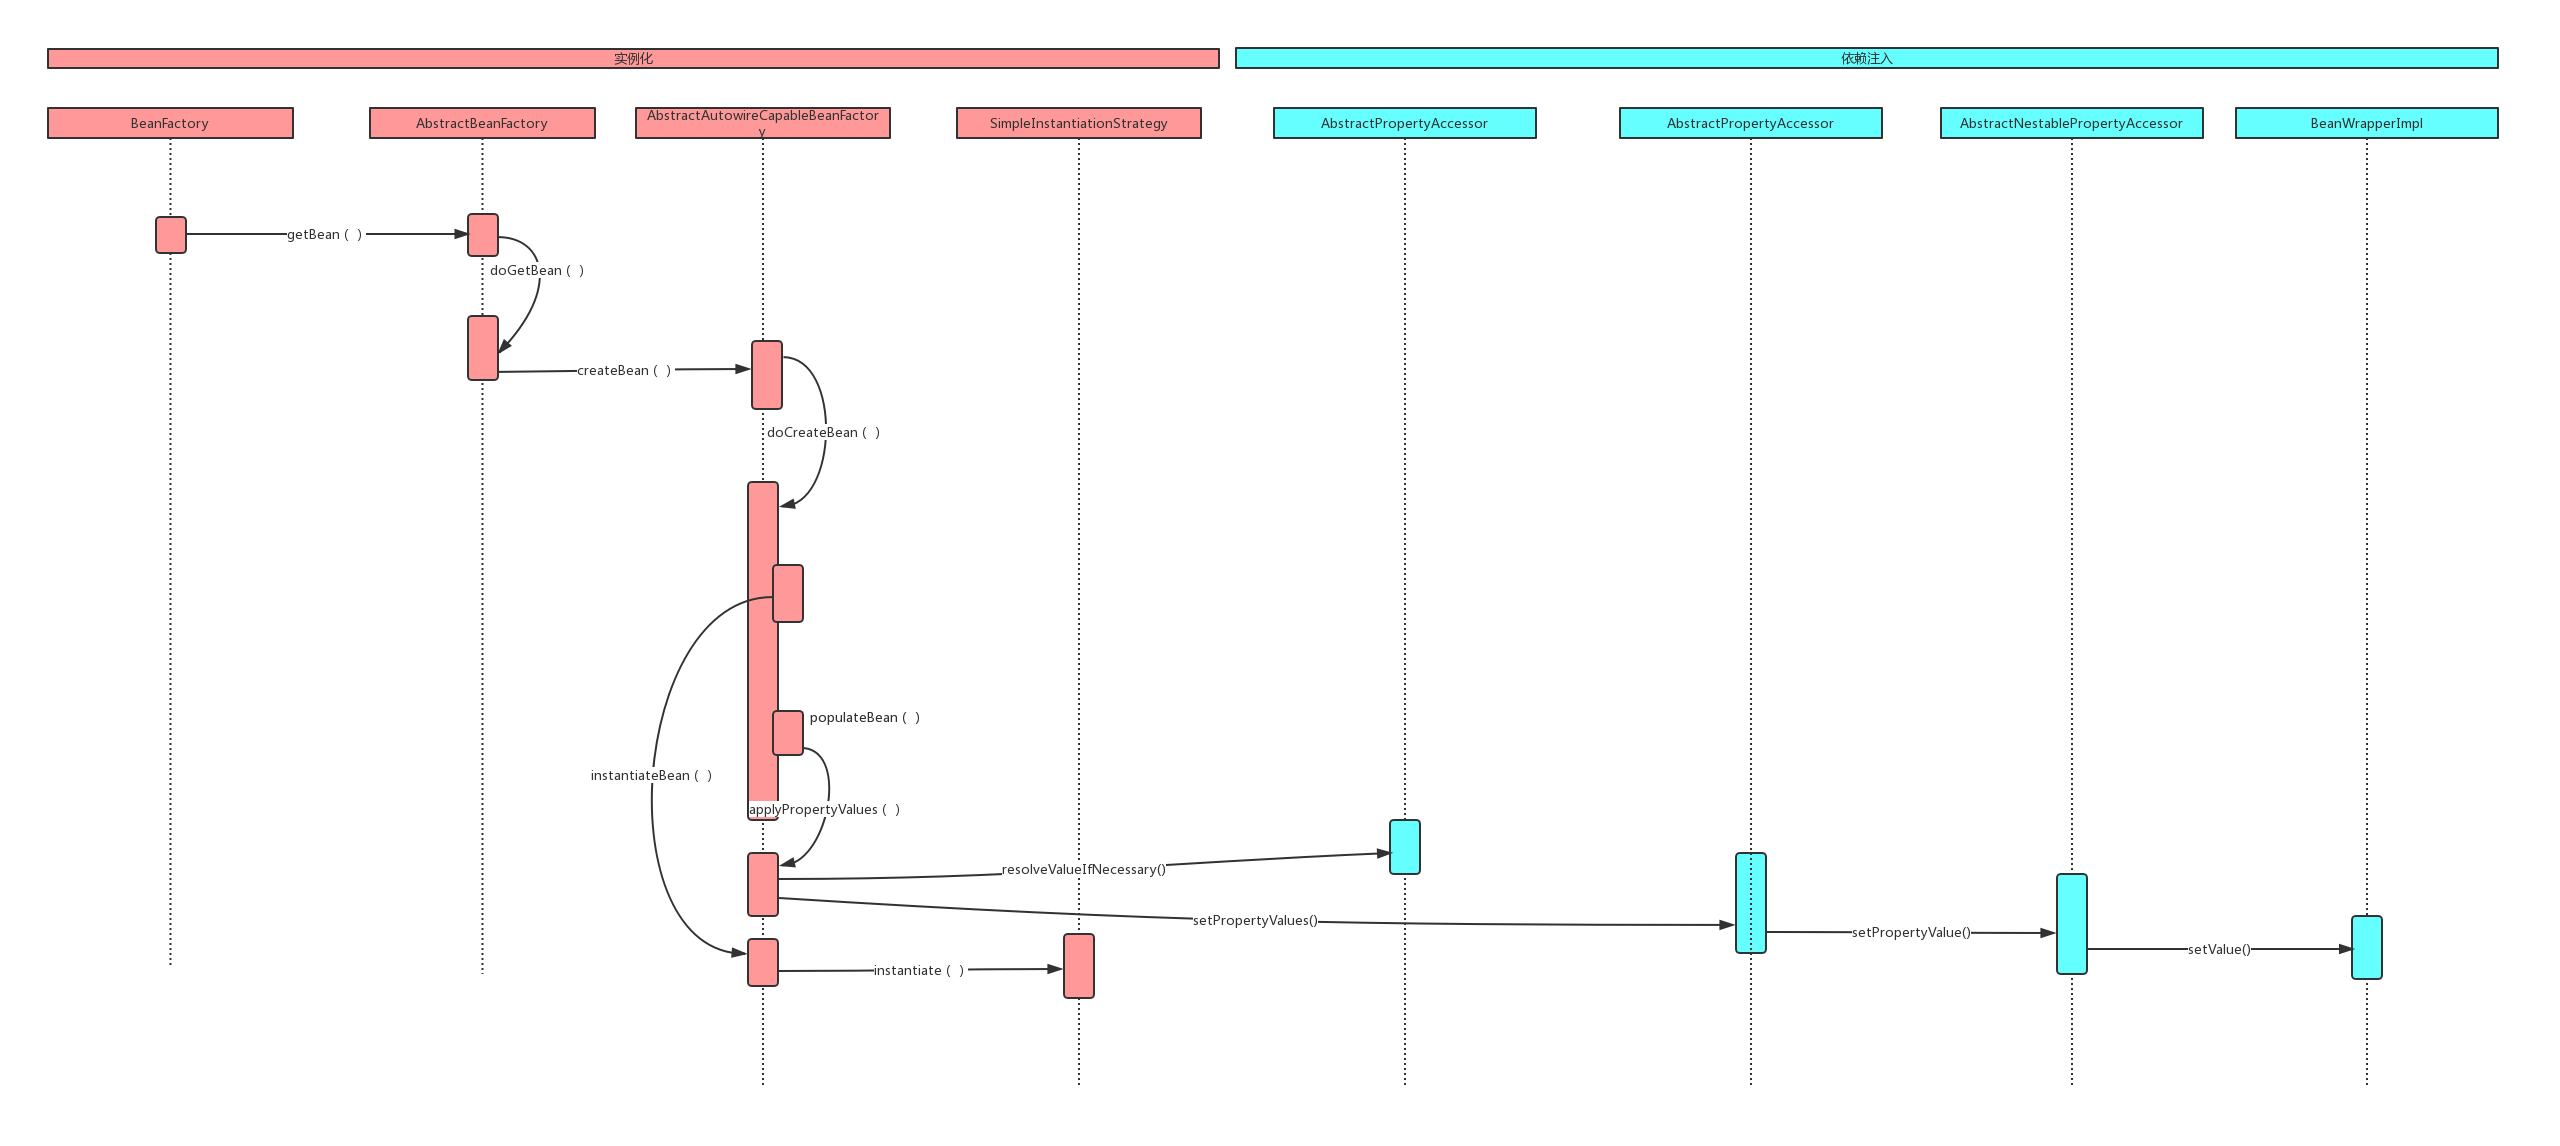 实例化
依赖注入
BeanFactory
AbstractBeanFactory
AbstractAutowireCapableBeanFactor
y
SimpleInstantiationStrategy
AbstractPropertyAccessor
AbstractPropertyAccessor
AbstractNestablePropertyAccessor
BeanWrapperImpl
getBean (  )
doGetBean (  )
createBean (  )
doCreateBean (  )
populateBean (  )
instantiateBean (  )
applyPropertyValues (  )
resolveValueIfNecessary()
setPropertyValues()
setPropertyValue()
setValue()
instantiate (  )